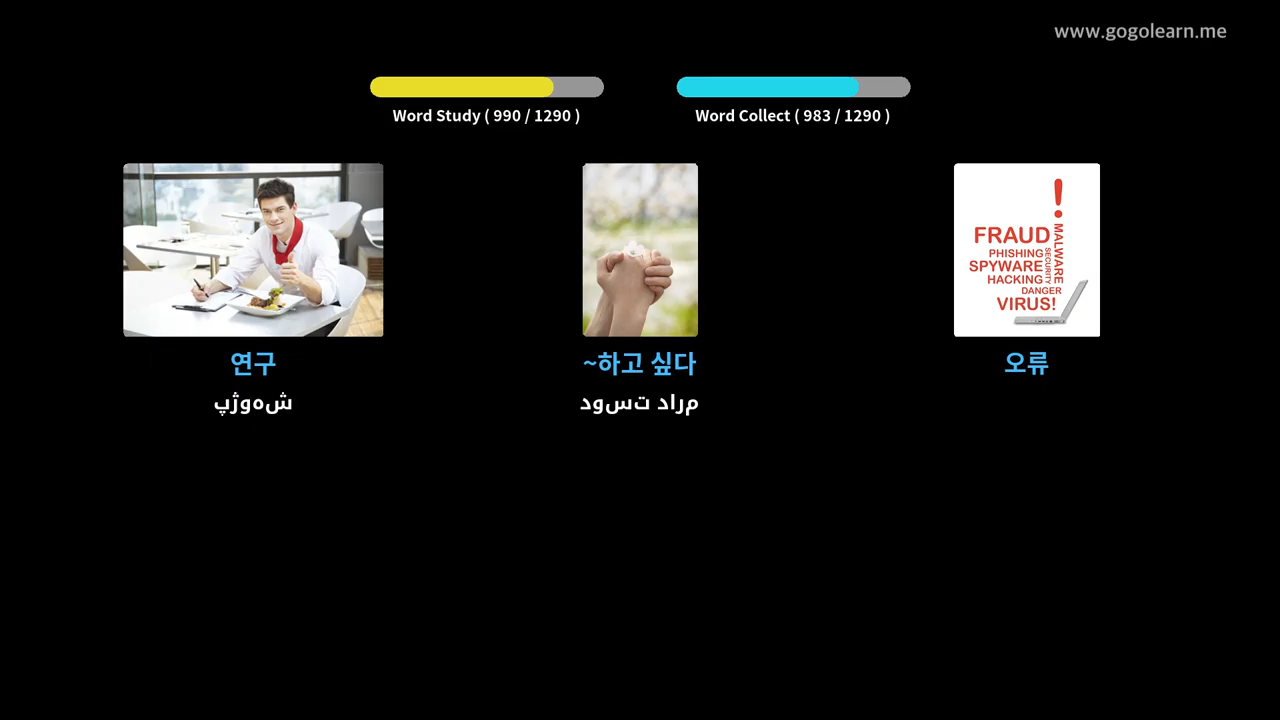 www.gogolearn.me
Word Study ( 990 / 1290 )
Word Collect ( 983 / 1290 )
FRAUD
PHISHING
SPYWARE
HACKING
DANGER
VIRUS!
! MALWARE
SECURITY
연구
~하고 싶다
오류
شهوژپ
مراد تسود